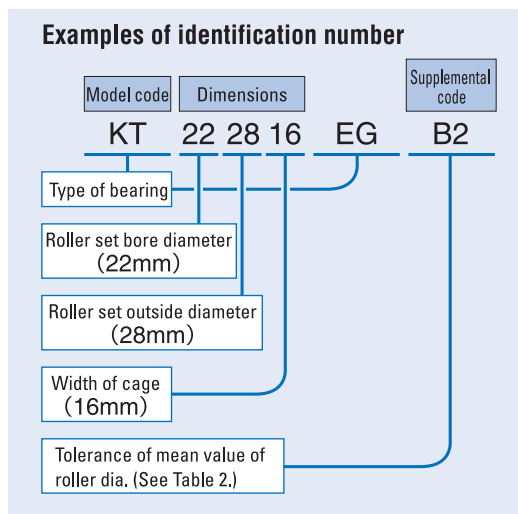 Examples of identification number
Model code
Dimensions
Supplemental
code
KT 22 28 16 EG B2
Type of bearing
Roller set bore diameter
(22mm)
Roller set outside diameter
(28mm)
Width of cage
(16mm)
Tolerance of mean value of
roller dia. (See Table 2.)